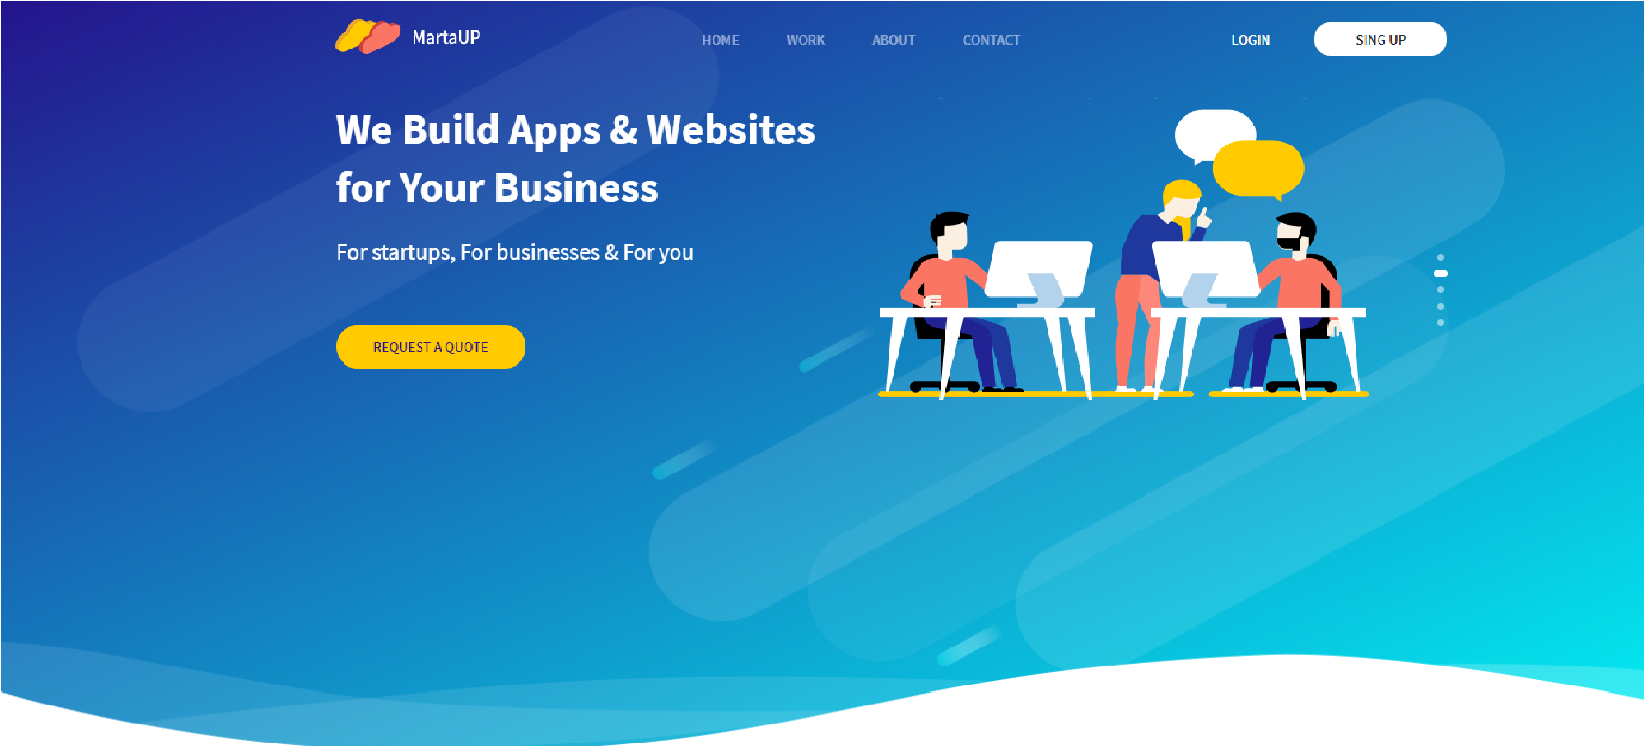 MartaUP
HOME WORK ABOUT CONTACT LOGIN SING UP
We Build Apps & Websites
for Your Business
For startups, For businesses & For you
REQUEST A QUOTE